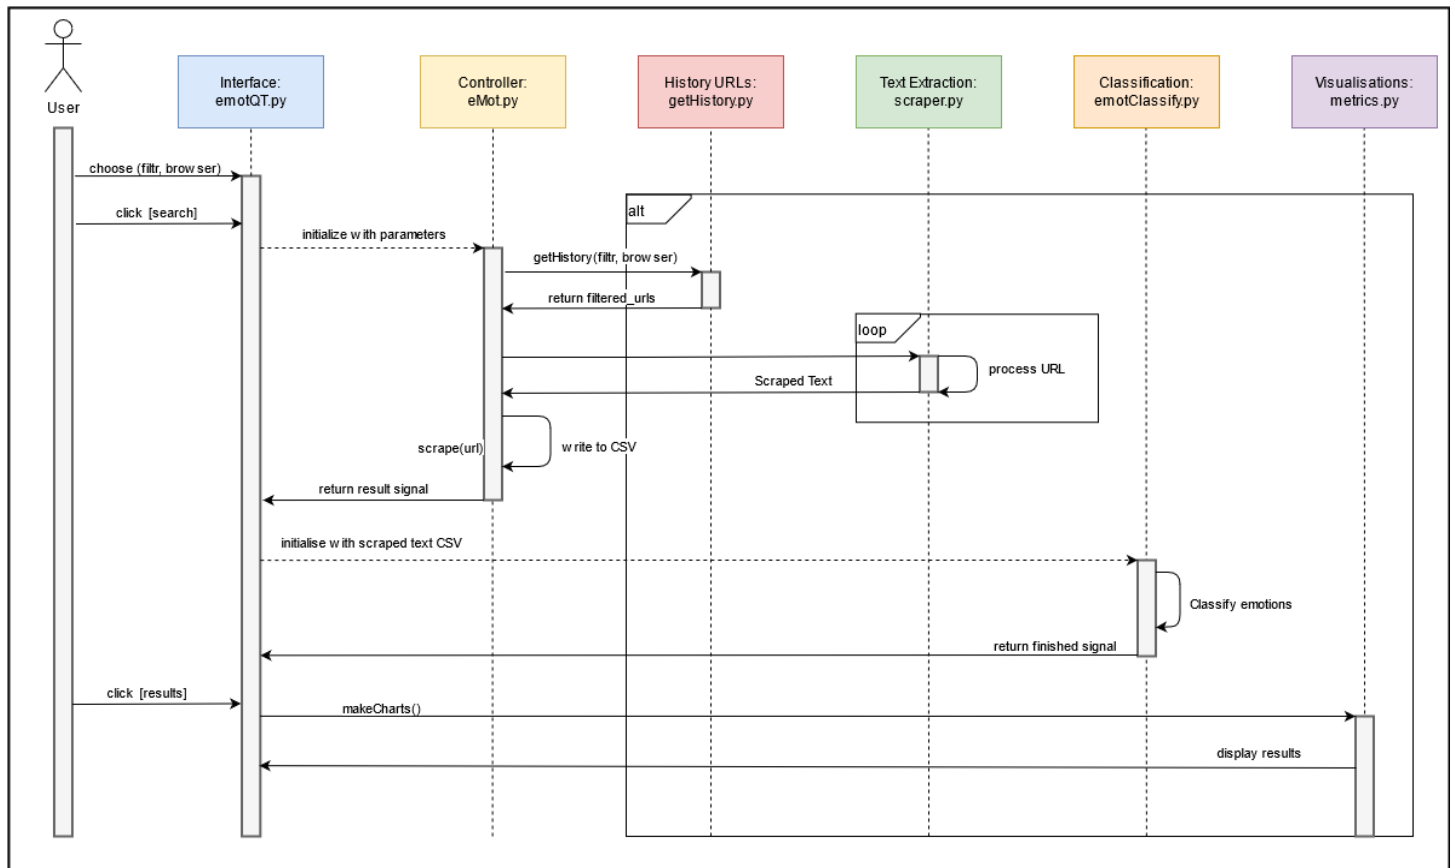 User
Interface:
emotQT.py
Controller:
eMot.py
History URLs:
getHistory.py
Text Extraction:
scraper.py
Classification:
emotClassify.py
Visualisations:
metrics.py
choose (filtr, browser)
click [search]
alt
initialize with parameters
getHistory(filtr, browser)
return filtered_urls
loop
process URL
Scraped Text
scrape(url)
write to CSV
return result signal
initialise with scraped text CSV
Classify emotions
return finished signal
click [results]
makeCharts()
display results